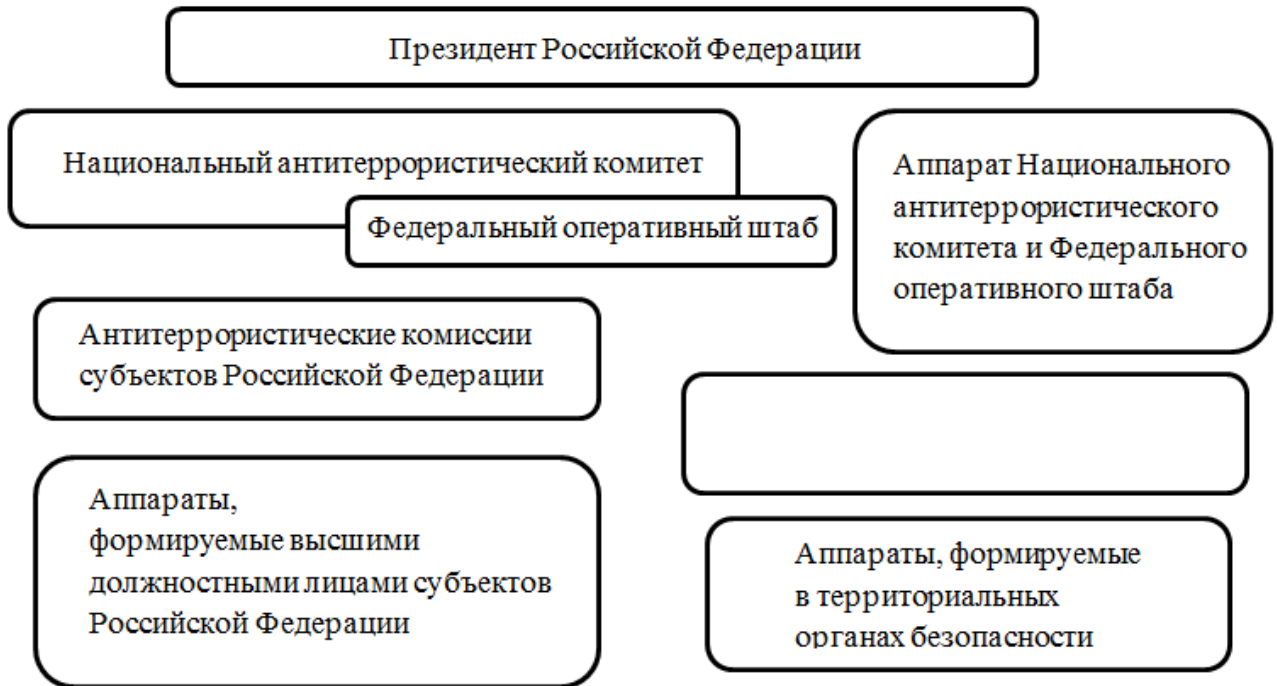 Президент Российской Федерации
Национальный антитеррористический комитет
Федеральный оперативный штаб
Аппарат Национального
антитеррористического
комитета и Федерального
оперативного штаба
Антитеррористические комиссии
субъектов Российской Федерации
Аппараты,
формируемые высшими
должностными лицами субъектов
Российской Федерации
Аппараты, формируемые
в территориальных
органах безопасности